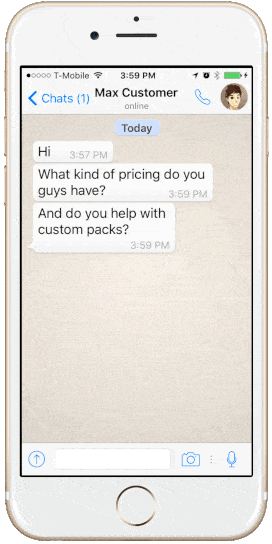 T-Mobile 3:59 PM
Chats (1) Max Customer
online
Today
Hi 3:57 PM
What kind of pricing do you
guys have? 3:59 PM
And do you help with
custom packs?
3:59 PM